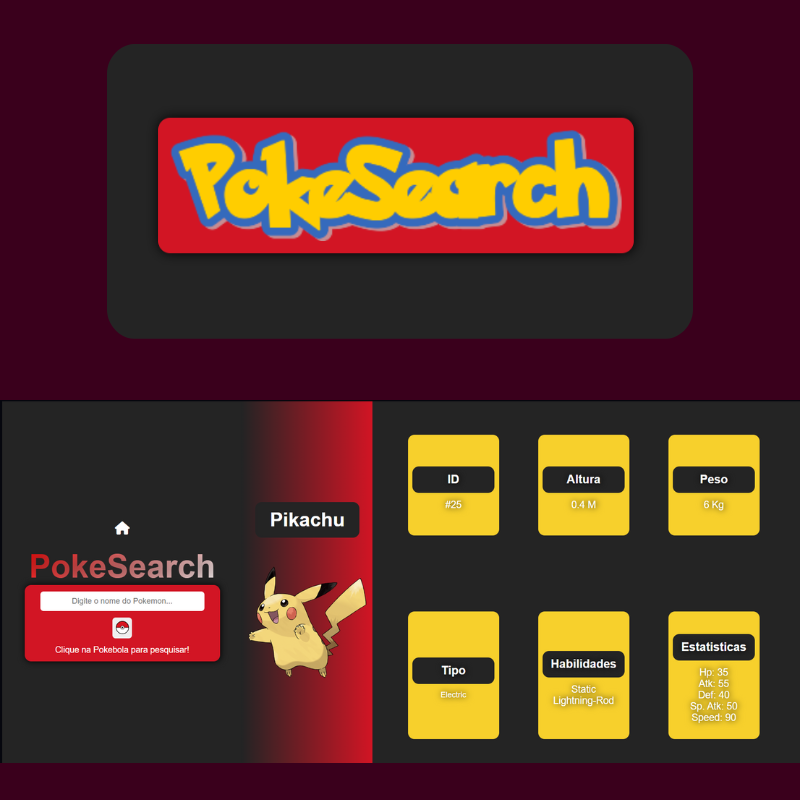 PokeSearch
PokeSearch
Digite o nome do Pokemon...
Clique na Pokebola para pesquisar!
Pikachu
ID
#25
Altura
0.4 M
Peso
6 Kg
Tipo
Electric
Habilidades
Static
Lightning-Rod
Estatisticas
Hp: 35
Atk: 55
Def: 40
Sp. Atk: 50
Speed: 90